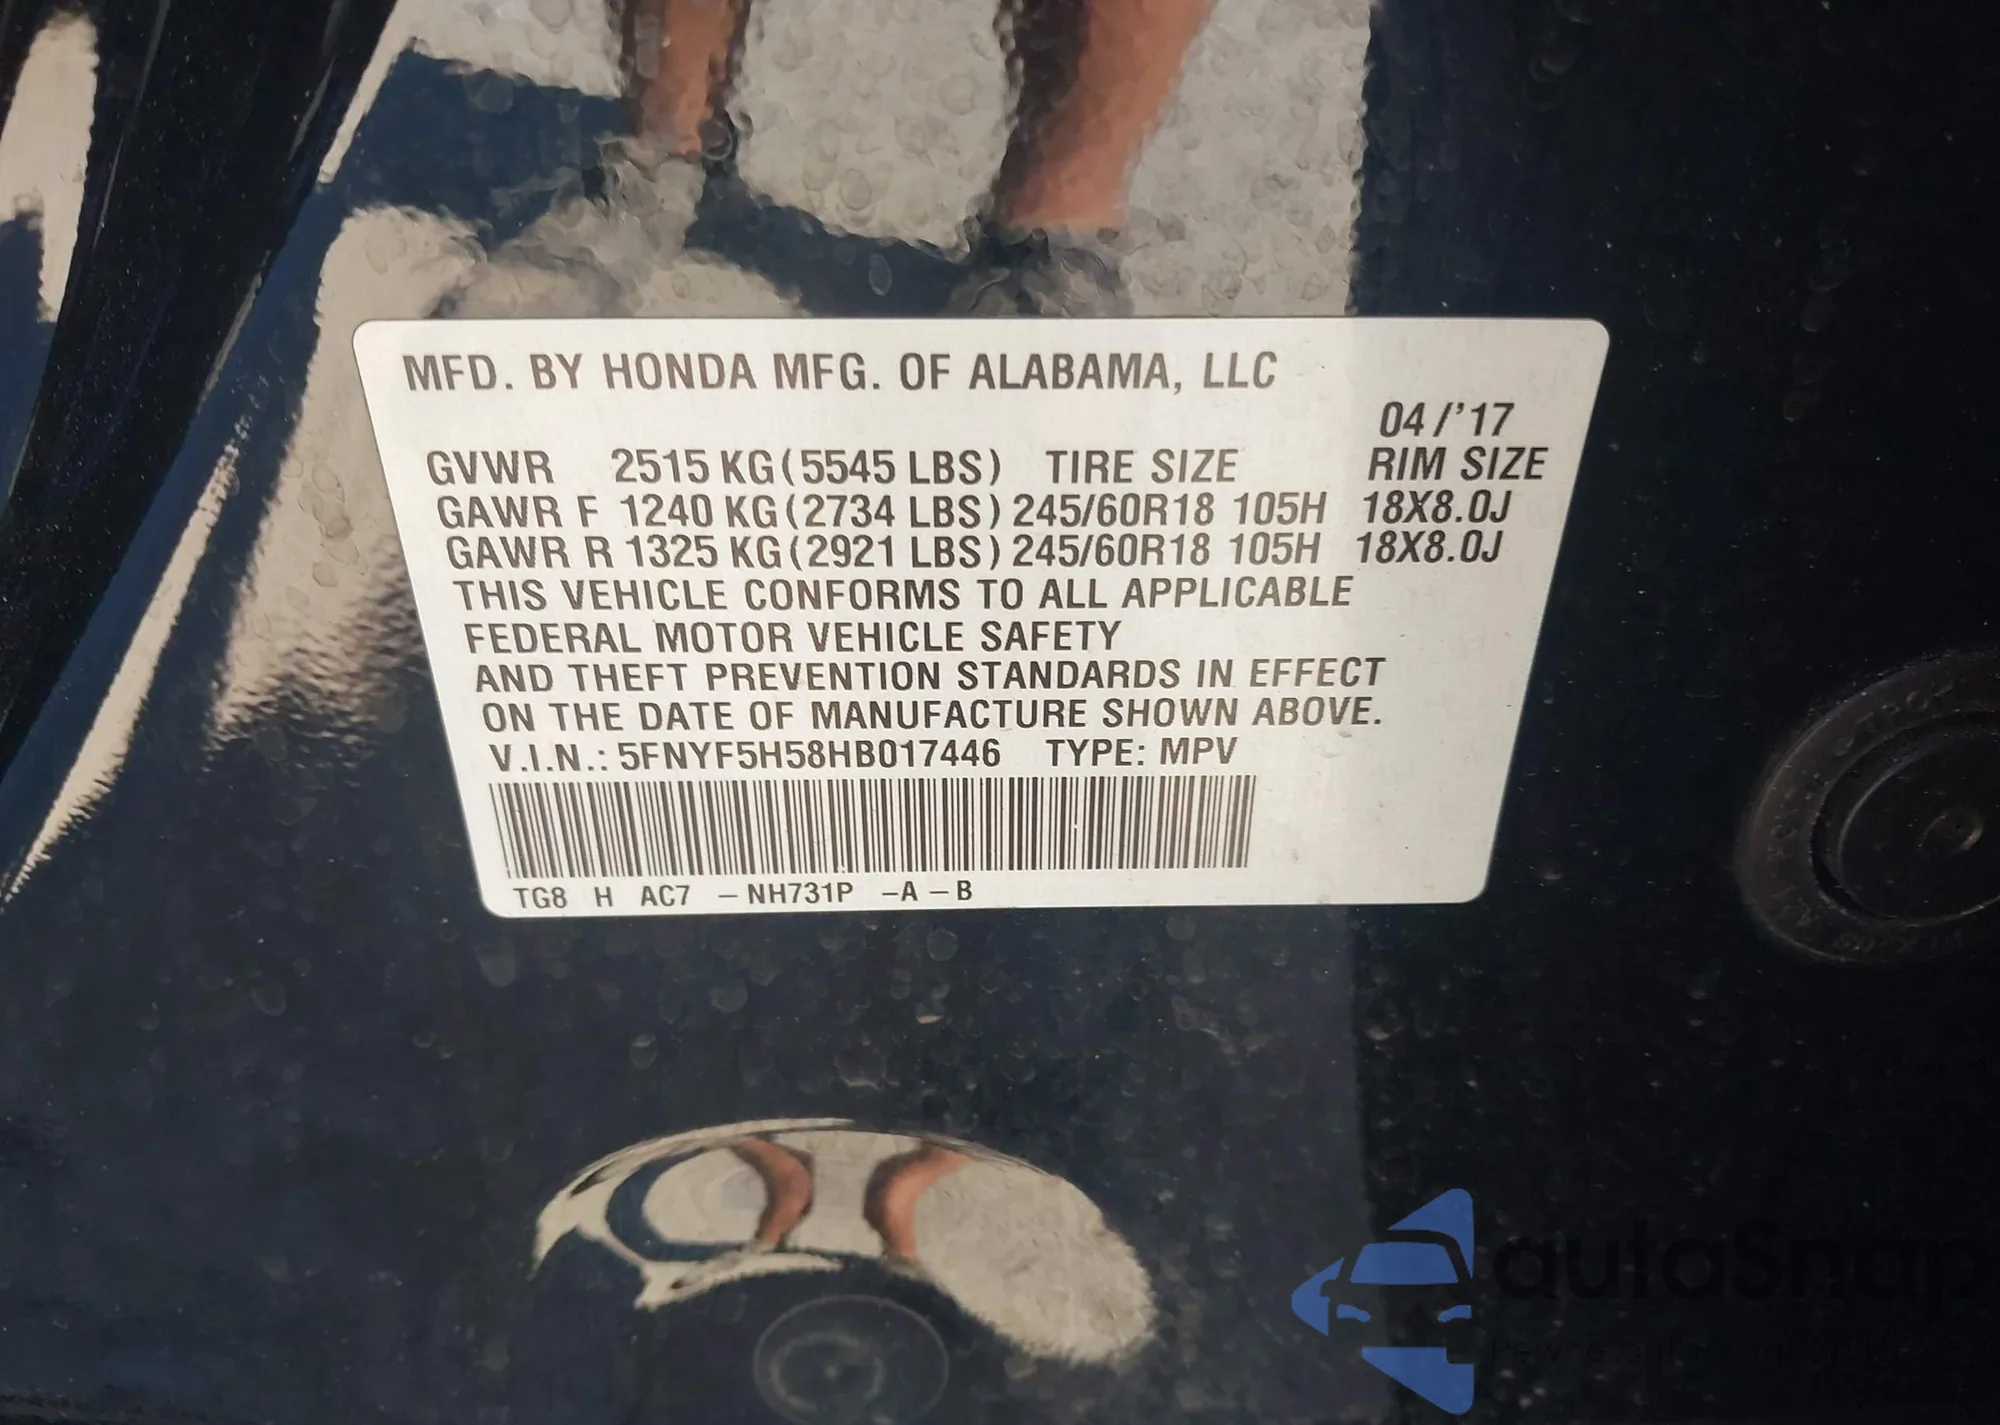 MFD. BY HONDA MFG. OF ALABAMA, LLC
04/'17
GVWR 2515 KG(5545 LBS) TIRE SIZE RIM SIZE
GAWR F 1240 KG(2734 LBS) 245/60R18 105H 18X8.0J
GAWR R 1325 KG(2921 LBS) 245/60R18 105H 18X8.0J
THIS VEHICLE CONFORMS TO ALL APPLICABLE
FEDERAL MOTOR VEHICLE SAFETY
AND THEFT PREVENTION STANDARDS IN EFFECT
ON THE DATE OF MANUFACTURE SHOWN ABOVE.
V.I.N.: 5FNYF5H58HB017446 TYPE: MPV
TG8 H AC7 – NH731P –A – B
autaSnap